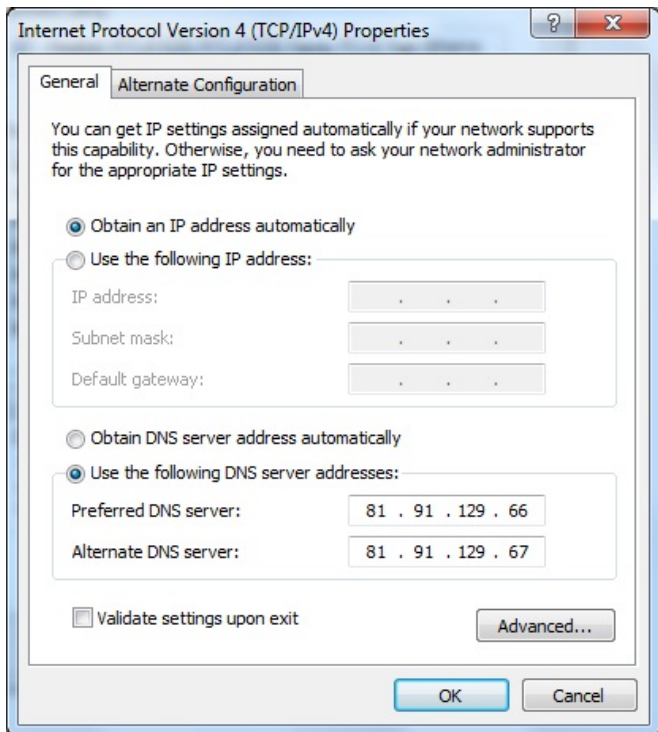 Internet Protocol Version 4 (TCP/IPv4) Properties
General
Alternate Configuration
You can get IP settings assigned automatically if your network supports
this capability. Otherwise, you need to ask your network administrator
for the appropriate IP settings.
Obtain an IP address automatically
Use the following IP address:
IP address: . . .
Subnet mask: . . .
Default gateway: . . .
Obtain DNS server address automatically
Use the following DNS server addresses:
Preferred DNS server: 81 . 91 . 129 . 66
Alternate DNS server: 81 . 91 . 129 . 67
Validate settings upon exit
Advanced...
OK Cancel